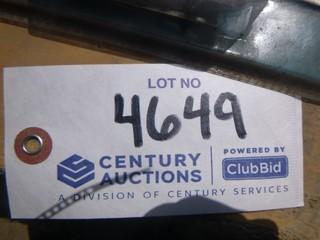 LOT NO
4649
CENTURY AUCTIONS
POWERED BY
ClubBid
A DIVISION OF CENTURY SERVICES